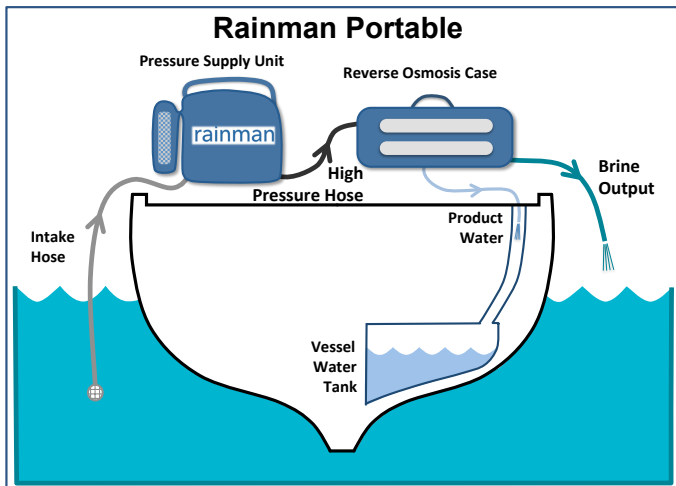 Rainman Portable
Pressure Supply Unit
Reverse Osmosis Case
rainman
High
Pressure Hose
Brine
Output
Intake
Hose
Product
Water
Vessel
Water
Tank